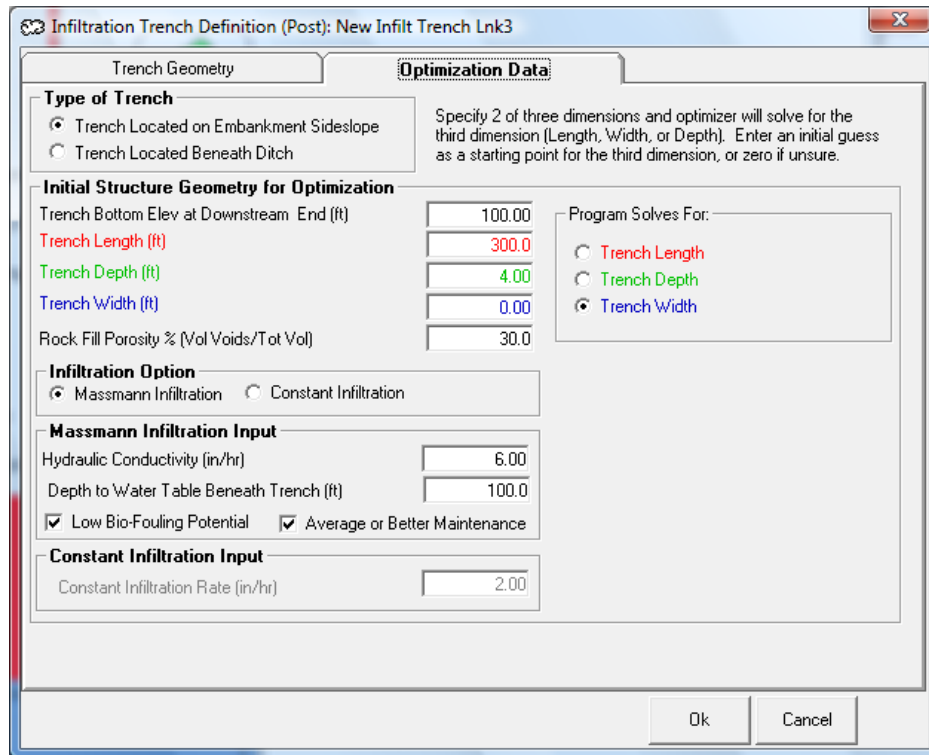 Infiltration Trench Definition (Post): New Infilt Trench Lnk3
Trench Geometry
Optimization Data
Type of Trench
Trench Located on Embankment Sideslope
Trench Located Beneath Ditch
Specify 2 of three dimensions and optimizer will solve for the
third dimension (Length, Width, or Depth). Enter an initial guess
as a starting point for the third dimension, or zero if unsure.
Initial Structure Geometry for Optimization
Trench Bottom Elev at Downstream End (ft) 100.00
Trench Length (ft) 300.0
Trench Depth (ft) 4.00
Trench Width (ft) 0.00
Rock Fill Porosity % (Vol Voids/Tot Vol) 30.0
Program Solves For:
Trench Length
Trench Depth
Trench Width
Infiltration Option
Massmann Infiltration Constant Infiltration
Massmann Infiltration Input
Hydraulic Conductivity (in/hr) 6.00
Depth to Water Table Beneath Trench (ft) 100.0
Low Bio-Fouling Potential Average or Better Maintenance
Constant Infiltration Input
Constant Infiltration Rate (in/hr) 2.00
Ok Cancel